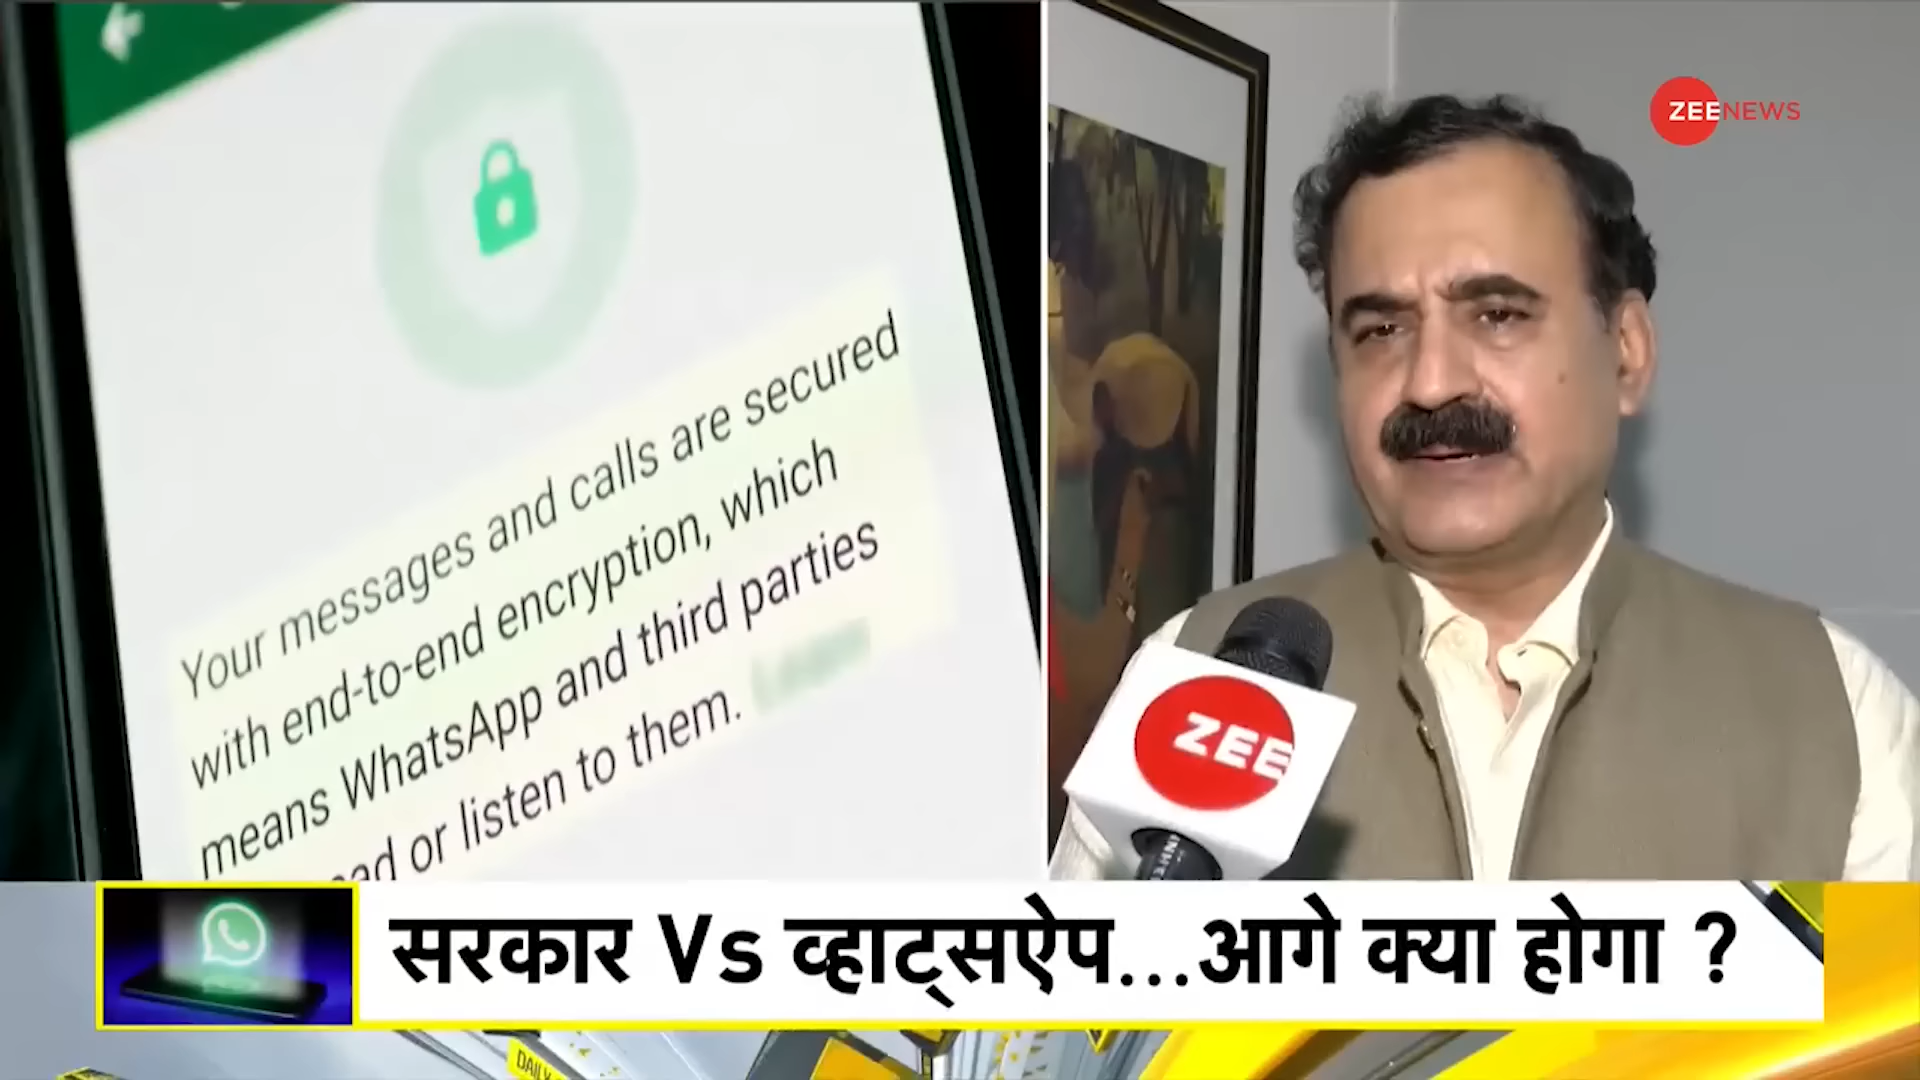 Your messages and calls are secured
with end-to-end encryption, which
means WhatsApp and third parties
or listen to them.
ZEENEWS
ZEE
सरकार Vs व्हाट्सऐप...आगे क्या होगा ?
DAILY